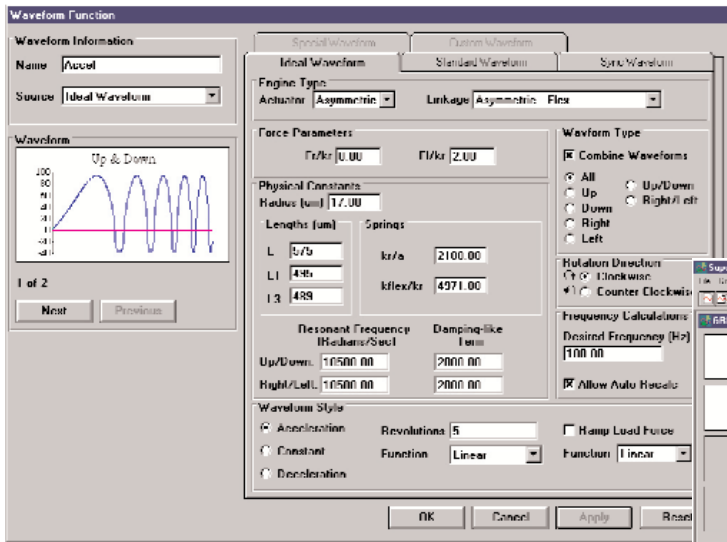 Waveform Function
Waveform Information
Name Accel
Source Ideal Waveform
Waveform
Up & Down
100
80
1 of 2
Next Previous
Special Waveform Custom Waveform
Ideal Waveform Standard Waveform Sync Waveform
Engine Type
Actuator Asymmetric Linkage Asymmetric Flex
Force Parameters
Fr/kr 0.00 Fl/kr 2.00
Physical Constants
Radius (um) 17.00
Lengths (um) Springs
L 575 kr/a 2100.00
L1 495 kflex/kr 4971.00
L3 489
Resonant Frequency (Radians/Sec) Damping-like Term
Up/Down. 10500.00 2000.00
Right/Left. 10500.00 2000.00
Wavform Type
Combine Waveforms
All
Up Up/Down
Down Right/Left
Right
Left
Rotation Direction
Clockwise
Counter Clockwis
Frequency Calculations
Desired Frequency (Hz)
100.00
Allow Auto Recalc
Waveform Style
Acceleration Revolutions 5 Ramp Load Force
Constant Function Linear Function Linear
Deceleration
OK Cancel Apply Reset
Supe